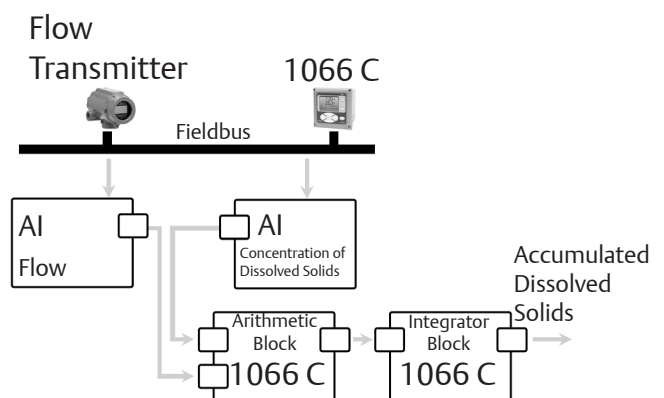 Flow
Transmitter
1066 C
Fieldbus
AI
Flow
AI
Concentration of
Dissolved Solids
Accumulated
Dissolved
Solids
Arithmetic
Block
1066 C
Integrator
Block
1066 C